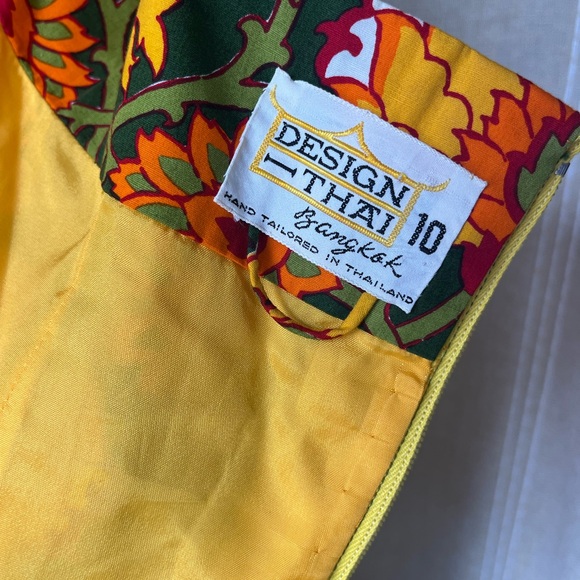 DESIGN
THAI
10
Bangkok
HAND TAILORED IN THAILAND